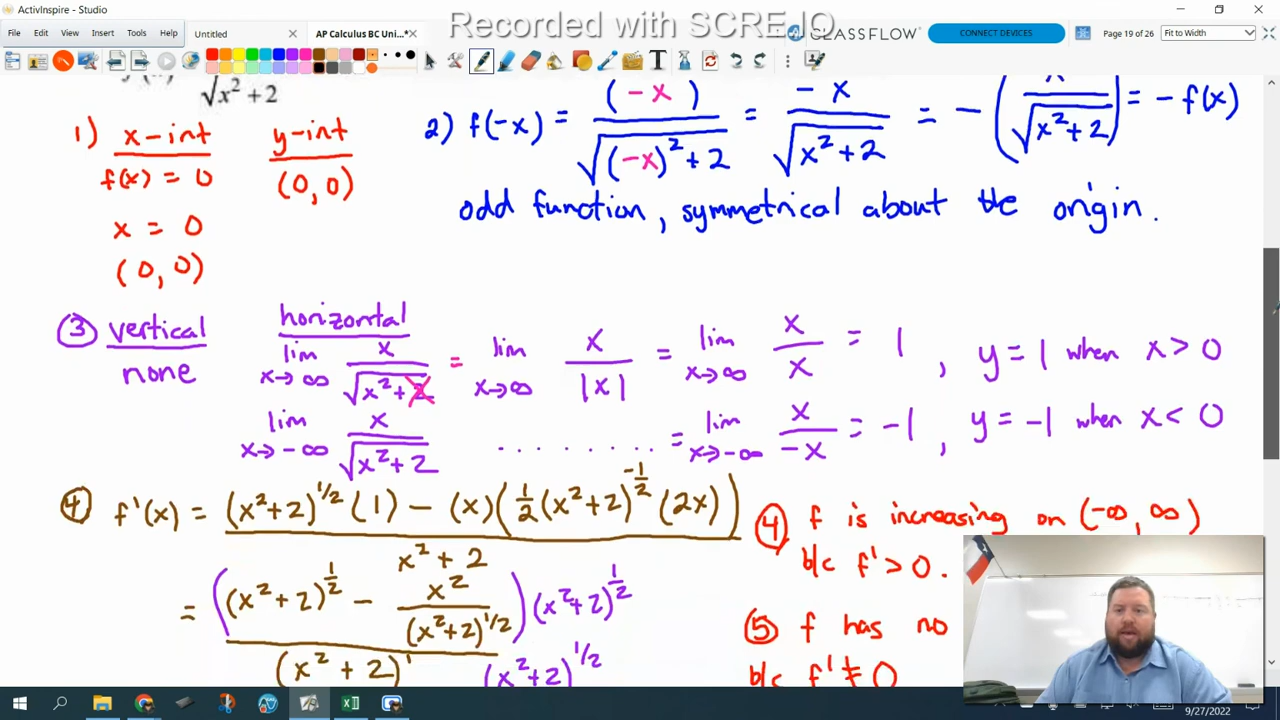 ActivInspire - Studio
Recorded with SCRE.IO
File Edit View Insert Tools Help
Untitled
AP Calculus BC Uni...*
CLASSFLOW
CONNECT DEVICES
Page 19 of 26
Fit to Width
√x² + 2
1) x-int y-int
f(x) = 0 (0, 0)
x = 0
(0, 0)
2) f(-x) = (-x) / √(-x)² + 2 = -x / √x² + 2 = -(x / √x² + 2) = -f(x)
odd function, symmetrical about the origin.
③ vertical
none
horizontal
lim x→∞ x / √x² + 2 = lim x→∞ x / |x| = lim x→∞ x / x = 1, y = 1 when x > 0
lim x→-∞ x / √x² + 2 ........ = lim x→-∞ x / -x = -1, y = -1 when x < 0
④ f'(x) = (x²+2)^1/2 (1) - (x)(1/2 (x²+2)^-1/2 (2x)) / x² + 2
= ((x²+2)^1/2 - x² / (x²+2)^1/2) (x²+2)^1/2
(x² + 2)^1 (x²+2)^1/2
④ f is increasing on (-∞, ∞)
b/c f' > 0.
⑤ f has no
b/c f' ≠ 0
9/27/2022